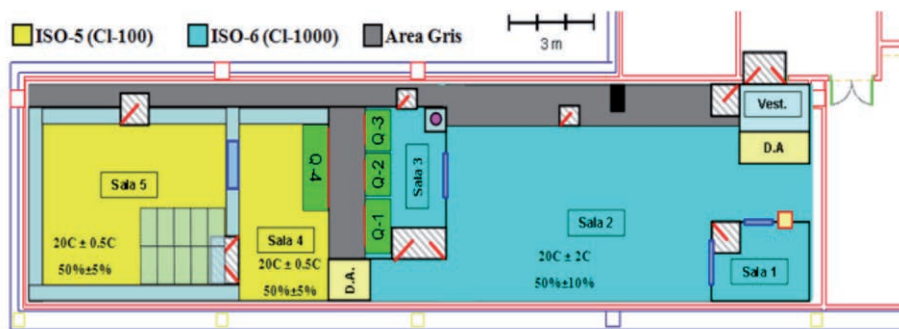 ISO-5 (Cl-100)
ISO-6 (Cl-1000)
Area Gris
3 m
Vest.
D.A
Sala 5
20C ± 0.5C
50%±5%
Q-4
Sala 4
20C ± 0.5C
50%±5%
D.A.
Q-3
Q-2
Q-1
Sala 3
Sala 2
20C ± 2C
50%±10%
Sala 1